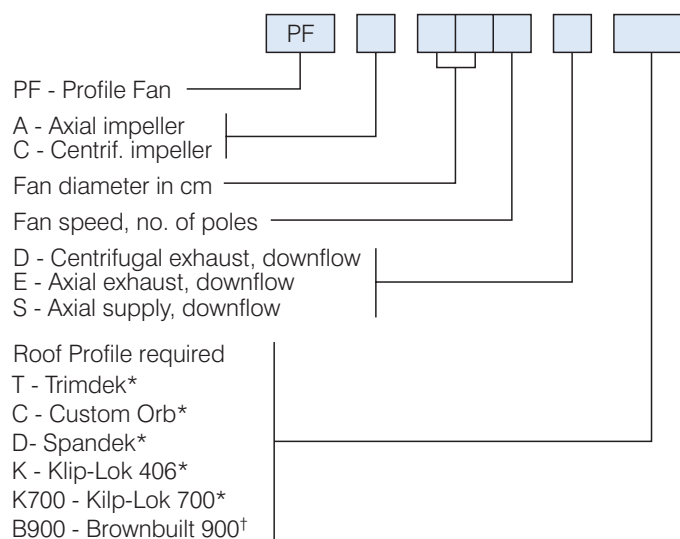 PF
PF - Profile Fan
A - Axial impeller
C - Centrif. impeller
Fan diameter in cm
Fan speed, no. of poles
D - Centrifugal exhaust, downflow
E - Axial exhaust, downflow
S - Axial supply, downflow
Roof Profile required
T - Trimdek*
C - Custom Orb*
D- Spandek*
K - Klip-Lok 406*
K700 - Kilp-Lok 700*
B900 - Brownbuilt 900†